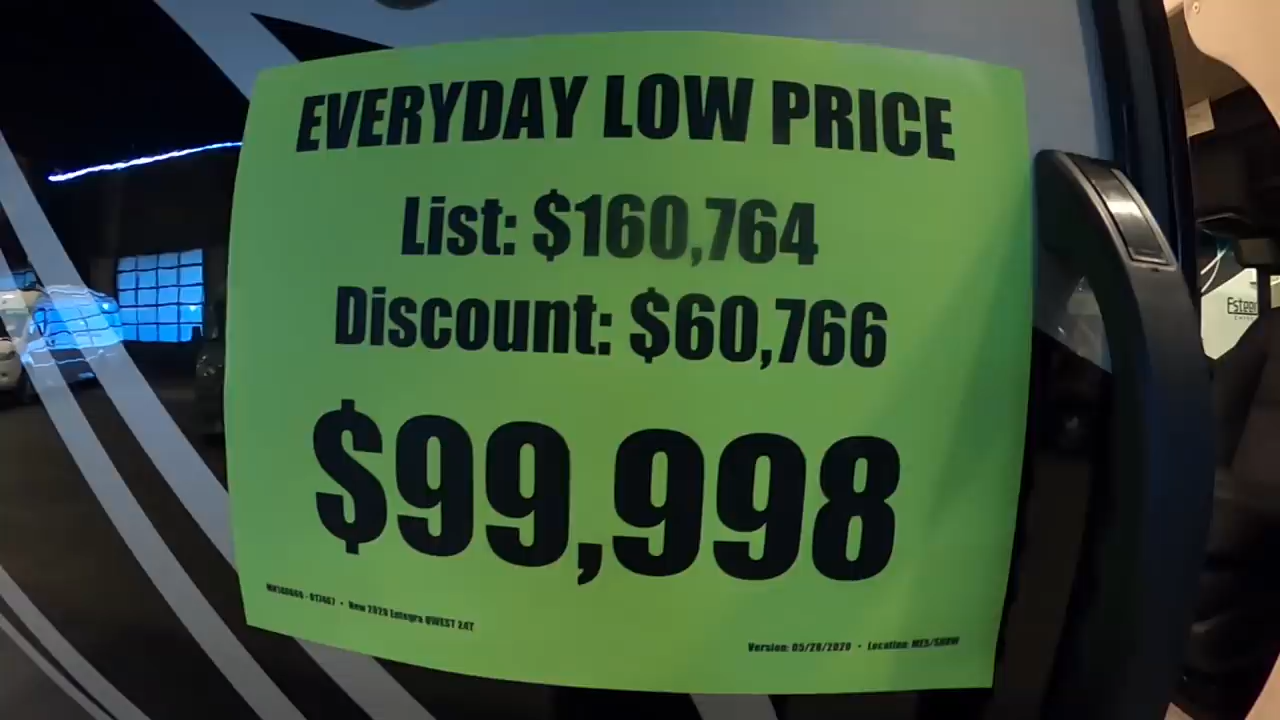 EVERYDAY LOW PRICE
List: $160,764
Discount: $60,766
$99,998
New 2020 Entegra QWEST 24T
Version: 05/28/2020 • Location: